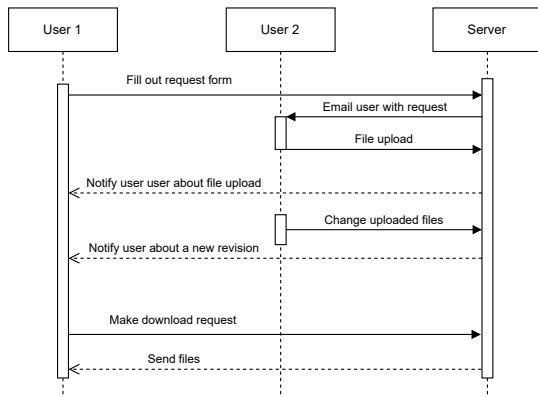 User 1
User 2
Server
Fill out request form
Email user with request
File upload
Notify user user about file upload
Change uploaded files
Notify user about a new revision
Make download request
Send files